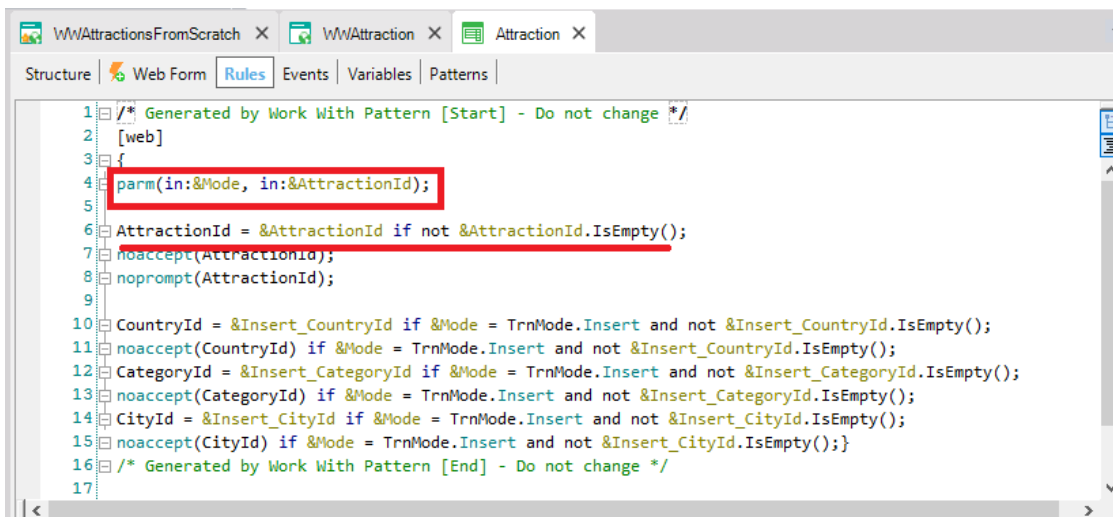 WWAttractionsFromScratch WWAttraction Attraction
Structure Web Form Rules Events Variables Patterns
1 /* Generated by Work With Pattern [Start] - Do not change */
2 [web]
3 {
4 parm(in:&Mode, in:&AttractionId);
5
6 AttractionId = &AttractionId if not &AttractionId.IsEmpty();
7 noaccept(AttractionId);
8 noprompt(AttractionId);
9
10 CountryId = &Insert_CountryId if &Mode = TrnMode.Insert and not &Insert_CountryId.IsEmpty();
11 noaccept(CountryId) if &Mode = TrnMode.Insert and not &Insert_CountryId.IsEmpty();
12 CategoryId = &Insert_CategoryId if &Mode = TrnMode.Insert and not &Insert_CategoryId.IsEmpty();
13 noaccept(CategoryId) if &Mode = TrnMode.Insert and not &Insert_CategoryId.IsEmpty();
14 CityId = &Insert_CityId if &Mode = TrnMode.Insert and not &Insert_CityId.IsEmpty();
15 noaccept(CityId) if &Mode = TrnMode.Insert and not &Insert_CityId.IsEmpty();}
16 /* Generated by Work With Pattern [End] - Do not change */
17